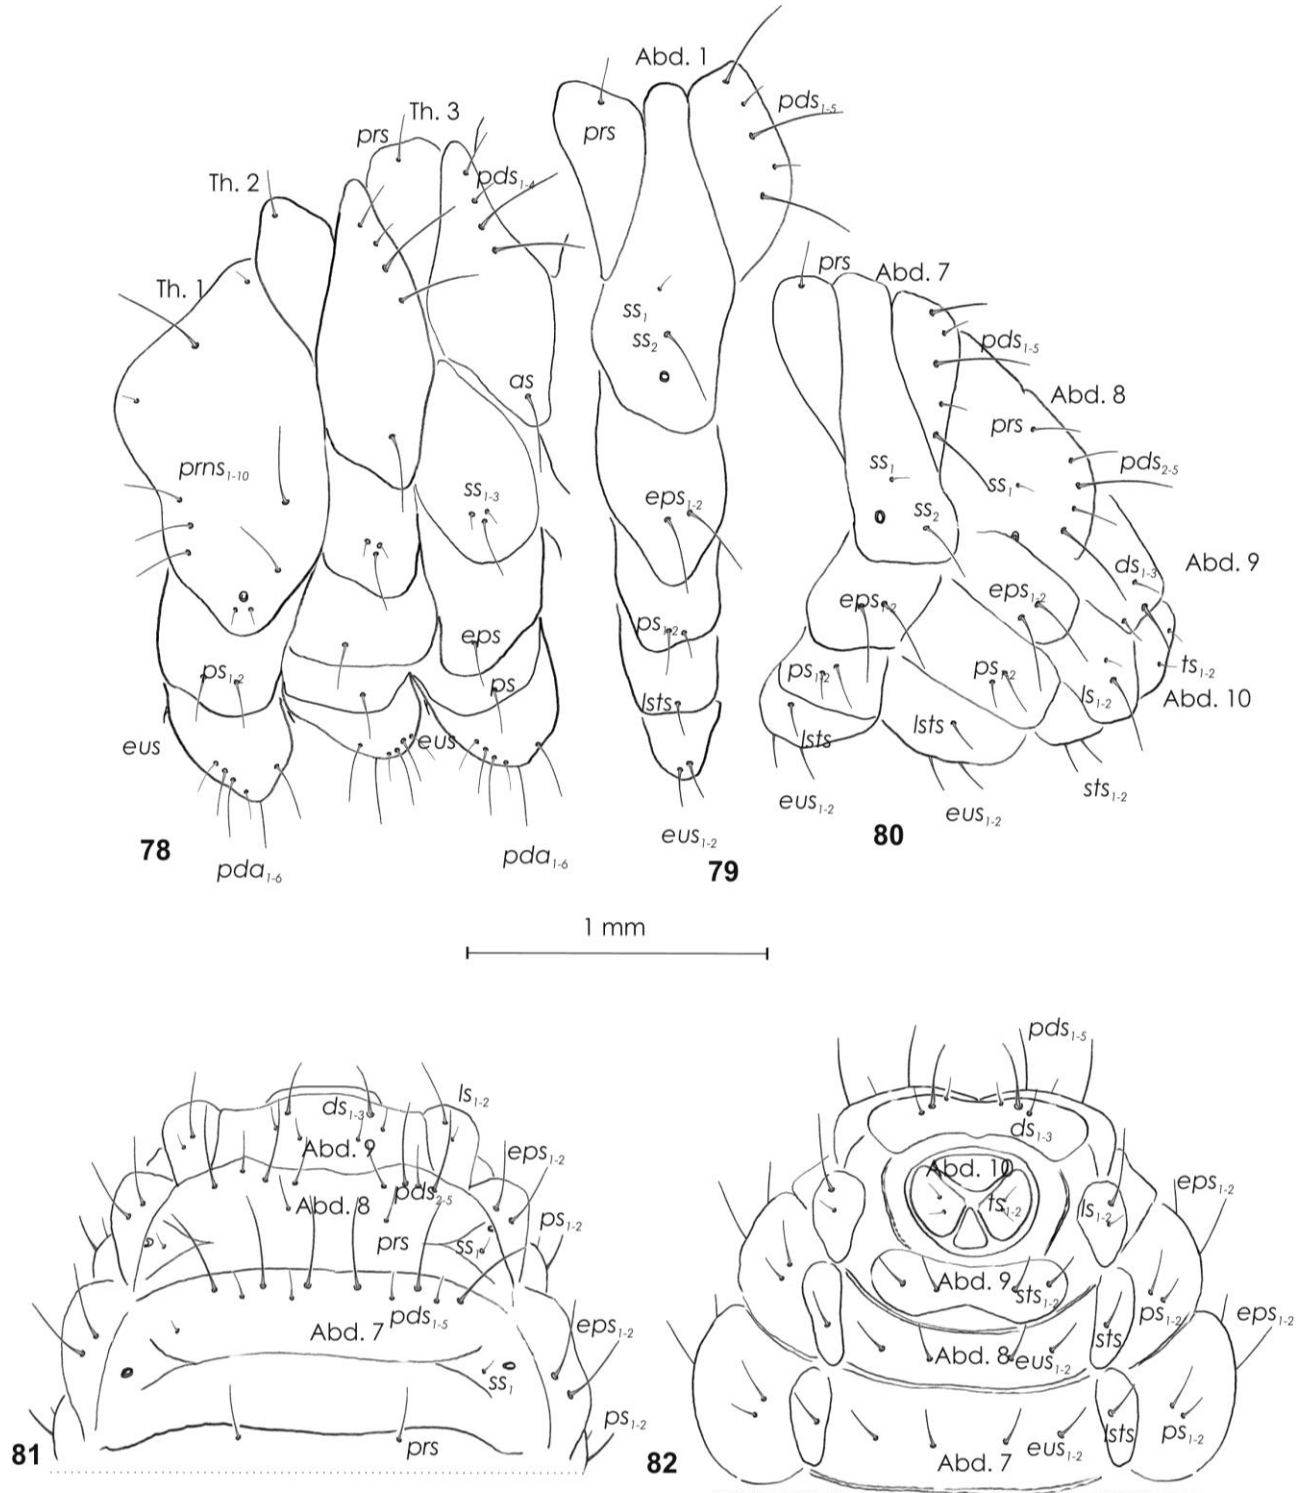 Abd. 1
pds₁₋₅
Th. 3
prs
prs
pds₁₋₄
Th. 2
Th. 1
prs
Abd. 7
ss₁
ss₂
pds₁₋₅
as
Abd. 8
prs
prns₁₋₁₀
ss₁
pds₂₋₅
ss₁₋₃
eps₁₋₂
ss₁
ss₂
ds₁₋₃
Abd. 9
eps₁₋₂
eps₁₋₂
ps₁₋₂
eps
ps₁₋₂
ps₁₋₂
ps₁₋₂
ts₁₋₂
ps
lsts
ls₁₋₂
Abd. 10
eus
eus
lsts
lsts
sts₁₋₂
eus₁₋₂
eus₁₋₂
eus₁₋₂
78
pda₁₋₆
pda₁₋₆
79
80
1 mm
pds₁₋₅
ls₁₋₂
ds₁₋₃
Abd. 9
eps₁₋₂
pds₂₋₅
Abd. 8
ps₁₋₂
prs
ss₁
pds₁₋₅
Abd. 7
eps₁₋₂
ss₁
ps₁₋₂
prs
81
ds₁₋₃
Abd. 10
ts₁₋₂
ls₁₋₂
eps₁₋₂
Abd. 9
sts₁₋₂
ps₁₋₂
eps₁₋₂
sts
Abd. 8
eus₁₋₂
lsts
ps₁₋₂
eus₁₋₂
Abd. 7
82